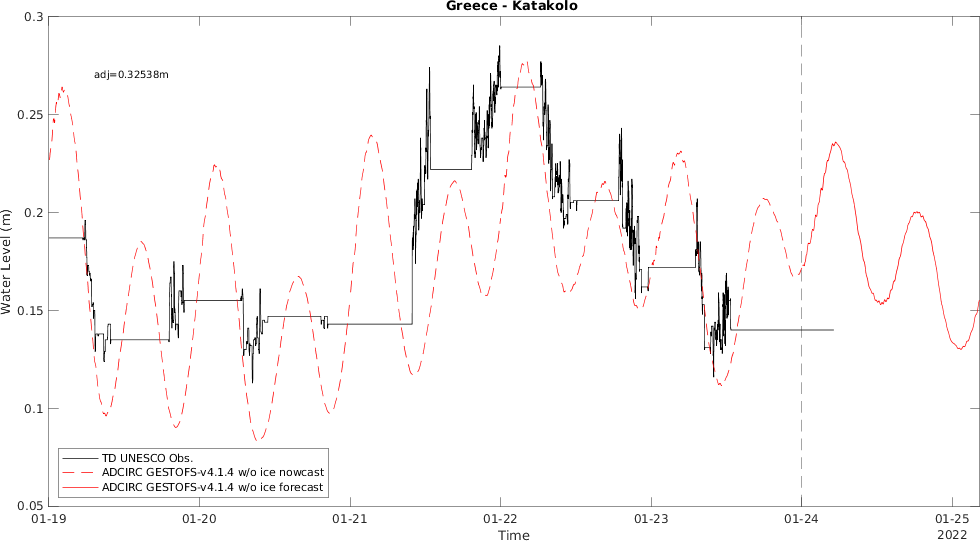 Greece - Katakolo
0.3
0.25
0.2
0.15
0.1
0.05
Water Level (m)
adj=0.32538m
TD UNESCO Obs.
ADCIRC GESTOFS-v4.1.4 w/o ice nowcast
ADCIRC GESTOFS-v4.1.4 w/o ice forecast
01-19 01-20 01-21 01-22 01-23 01-24 01-25
2022
Time